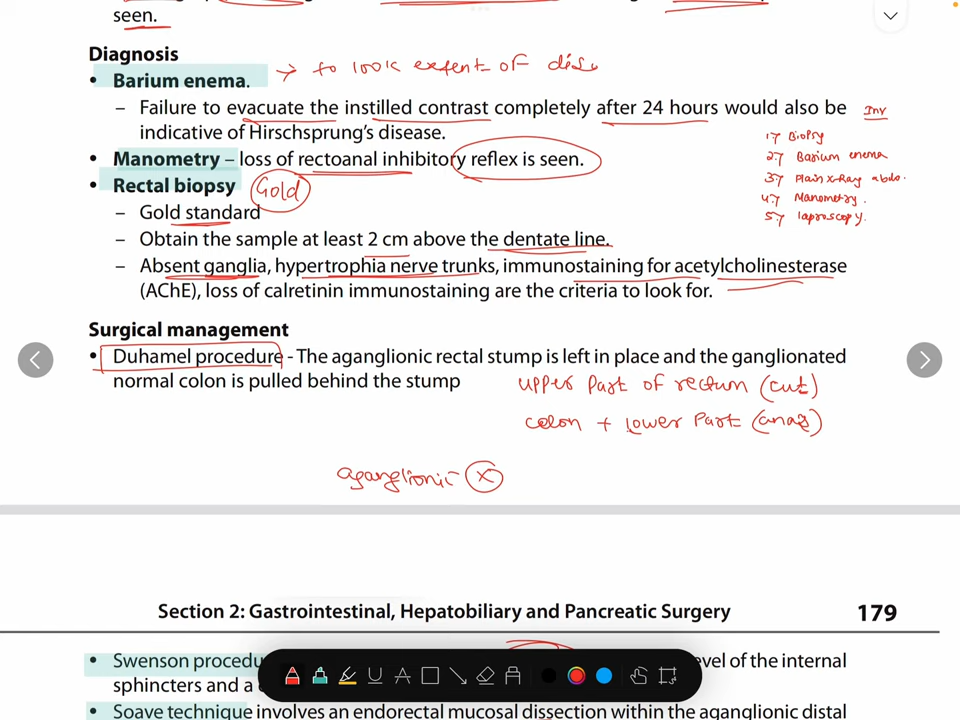 seen.
Diagnosis
• Barium enema. → to look extent of dise
– Failure to evacuate the instilled contrast completely after 24 hours would also be
indicative of Hirschsprung's disease.
Inv
1⟩ Biopsy
2⟩ Barium enema
3⟩ Plain x-Ray abdo.
4⟩ Manometry.
5⟩ laproscopy.
• Manometry – loss of rectoanal inhibitory reflex is seen.
• Rectal biopsy Gold
– Gold standard
– Obtain the sample at least 2 cm above the dentate line.
– Absent ganglia, hypertrophia nerve trunks, immunostaining for acetylcholinesterase
(AChE), loss of calretinin immunostaining are the criteria to look for.
Surgical management
• Duhamel procedure - The aganglionic rectal stump is left in place and the ganglionated
normal colon is pulled behind the stump
upper part of rectum (cut)
colon + lower part (anas)
aganglionic X
Section 2: Gastrointestinal, Hepatobiliary and Pancreatic Surgery 179
• Swenson procedu evel of the internal
sphincters and a
• Soave technique involves an endorectal mucosal dissection within the aganglionic distal